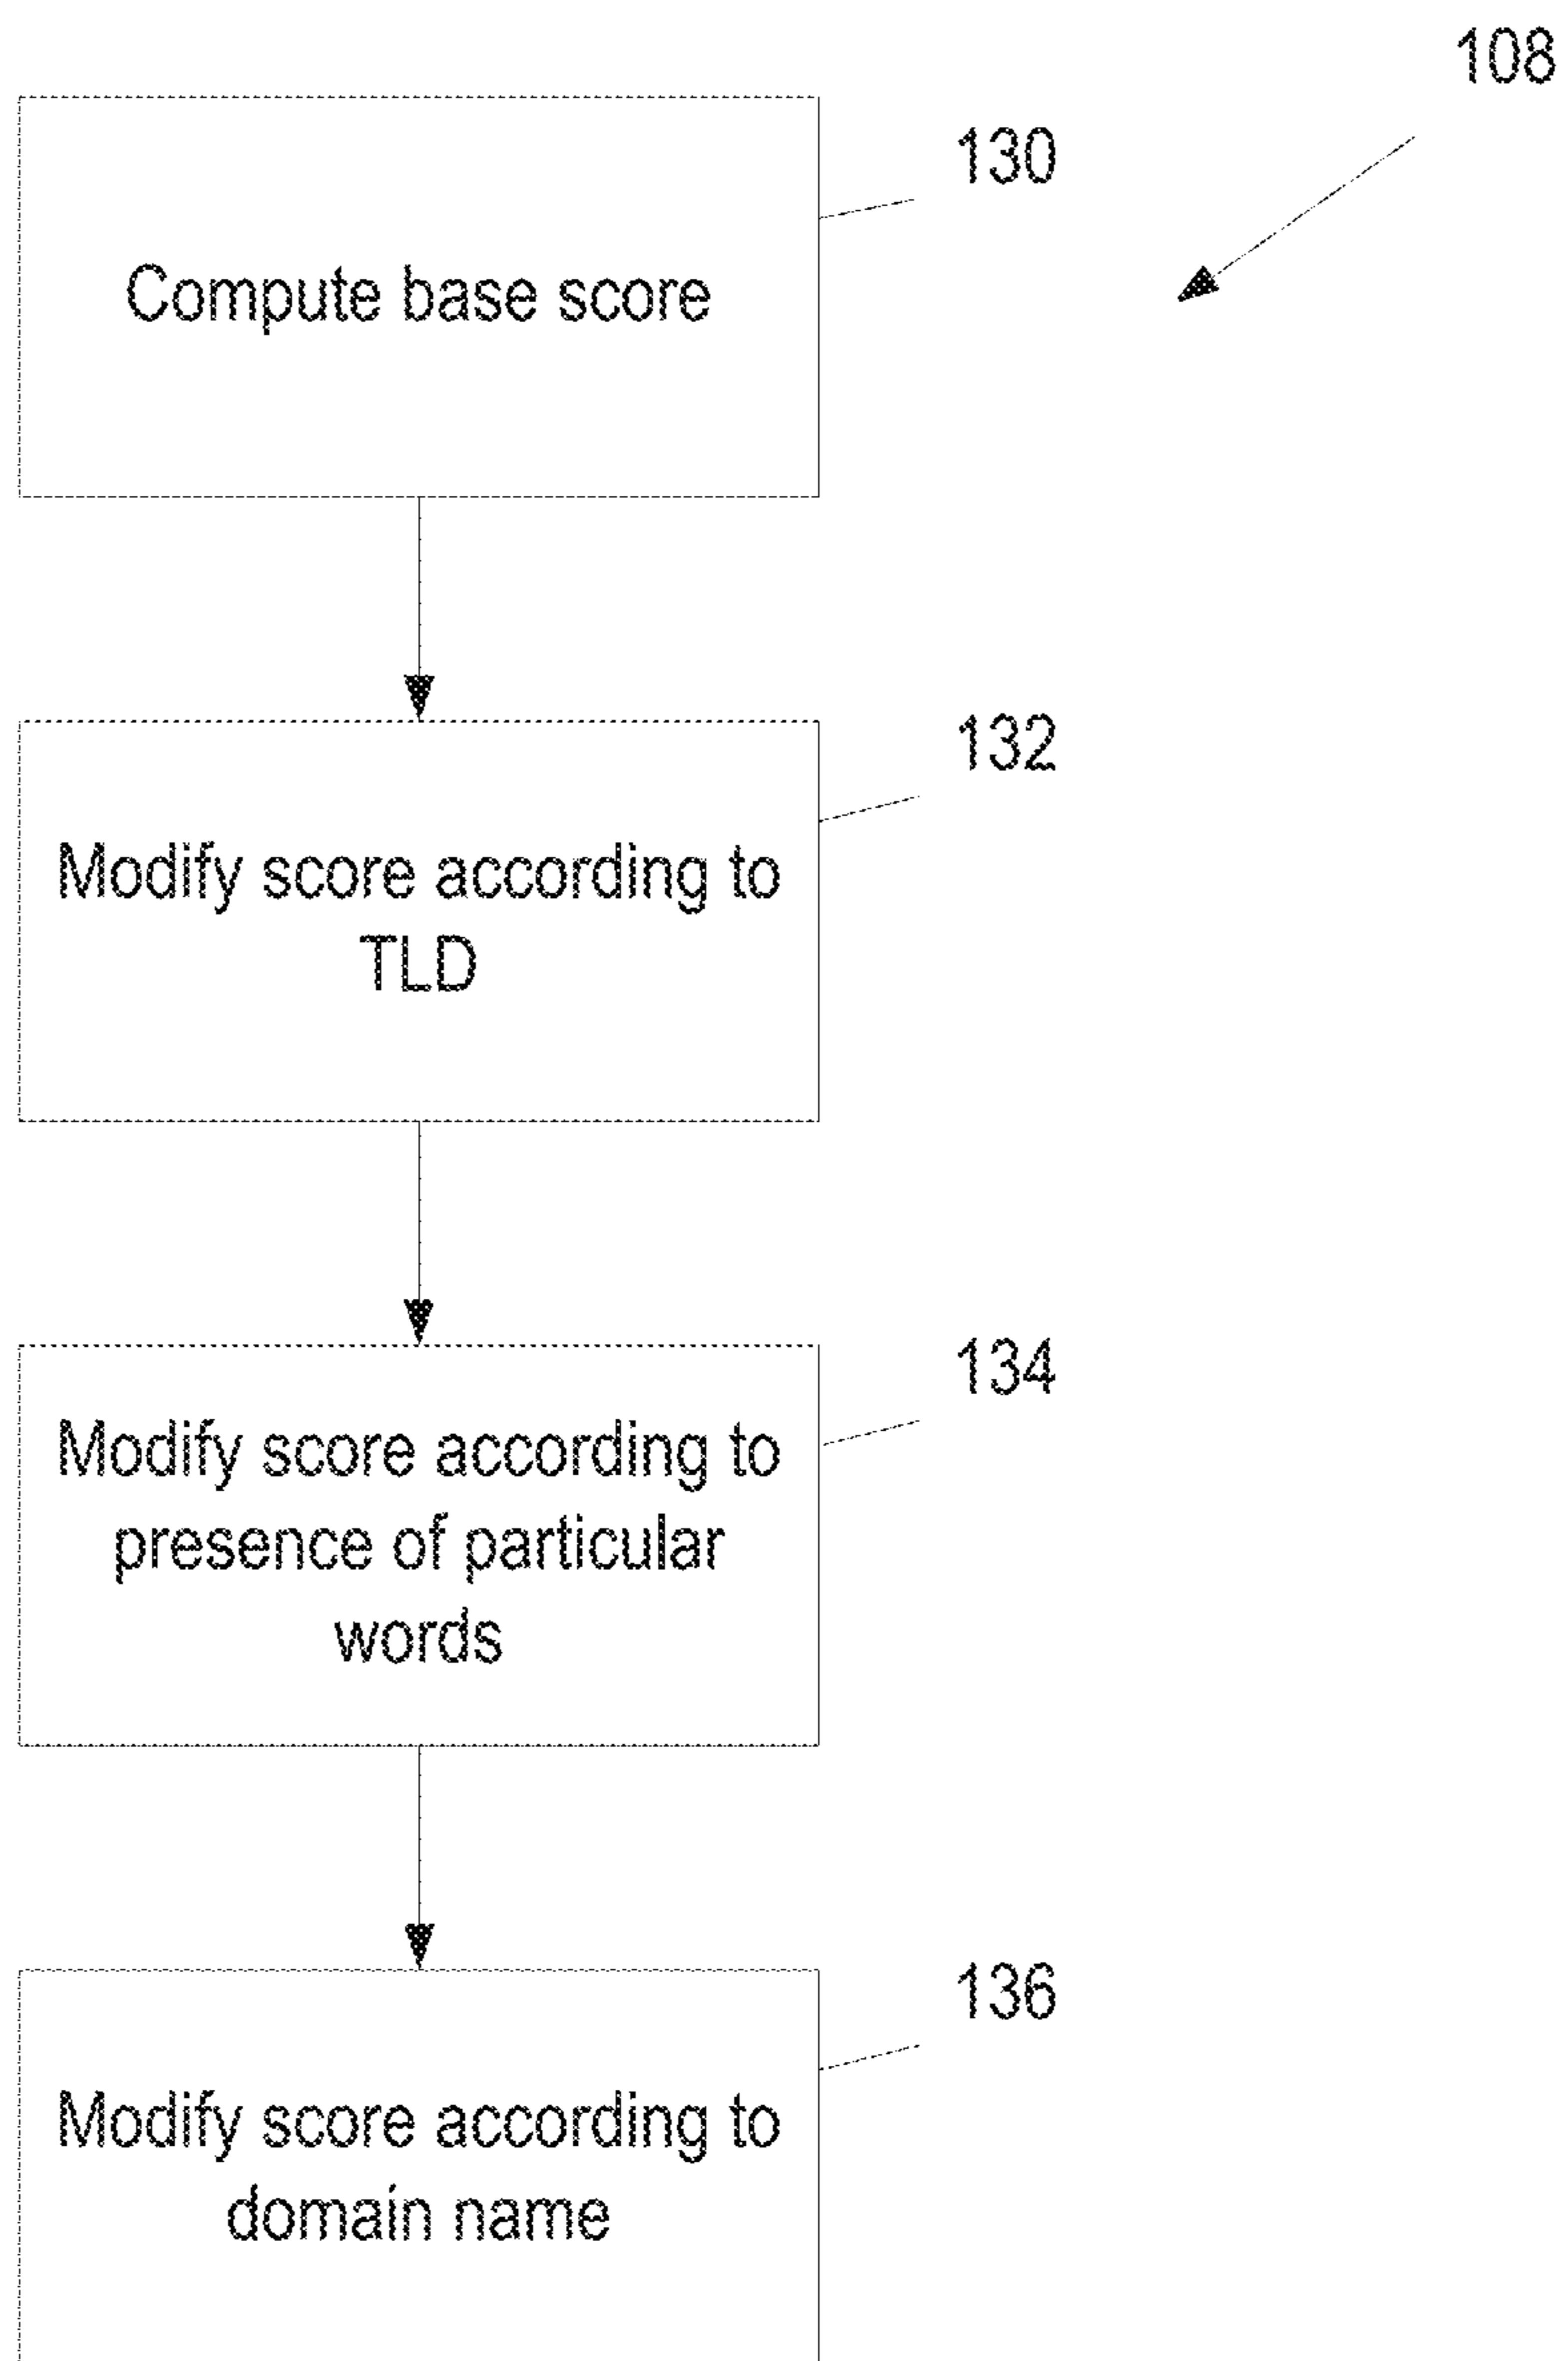 108
130
Compute base score
132
Modify score according to
TLD
134
Modify score according to
presence of particular
words
136
Modify score according to
domain name